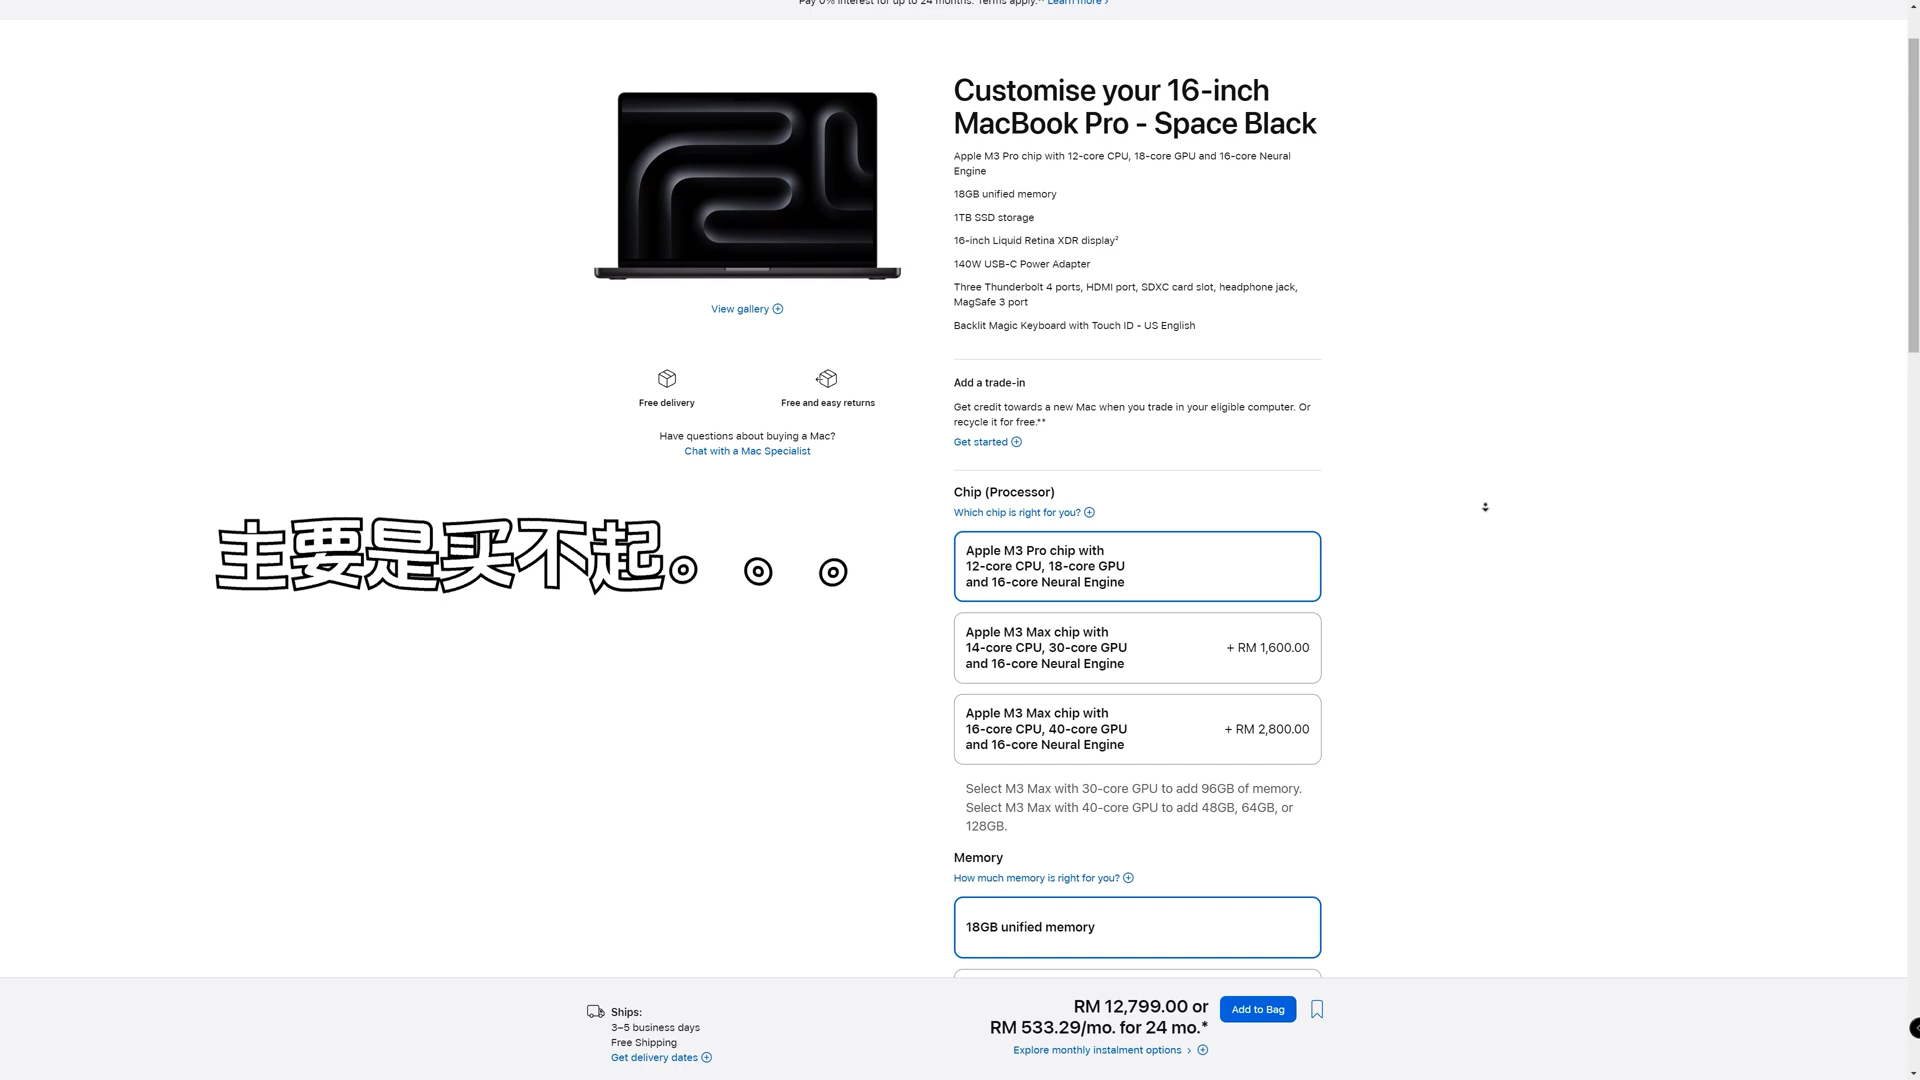 Pay 0% interest for up to 24 months. Terms apply.^^ Learn more >
Customise your 16-inch
MacBook Pro - Space Black
Apple M3 Pro chip with 12-core CPU, 18-core GPU and 16-core Neural
Engine
18GB unified memory
1TB SSD storage
16-inch Liquid Retina XDR display²
140W USB-C Power Adapter
Three Thunderbolt 4 ports, HDMI port, SDXC card slot, headphone jack,
MagSafe 3 port
Backlit Magic Keyboard with Touch ID - US English
View gallery
Free delivery
Free and easy returns
Have questions about buying a Mac?
Chat with a Mac Specialist
Add a trade-in
Get credit towards a new Mac when you trade in your eligible computer. Or
recycle it for free.**
Get started
主要是买不起。。。
Chip (Processor)
Which chip is right for you?
Apple M3 Pro chip with
12-core CPU, 18-core GPU
and 16-core Neural Engine
Apple M3 Max chip with
14-core CPU, 30-core GPU
and 16-core Neural Engine
+ RM 1,600.00
Apple M3 Max chip with
16-core CPU, 40-core GPU
and 16-core Neural Engine
+ RM 2,800.00
Select M3 Max with 30-core GPU to add 96GB of memory.
Select M3 Max with 40-core GPU to add 48GB, 64GB, or
128GB.
Memory
How much memory is right for you?
18GB unified memory
Ships:
3–5 business days
Free Shipping
Get delivery dates
RM 12,799.00 or
RM 533.29/mo. for 24 mo.*
Explore monthly instalment options >
Add to Bag